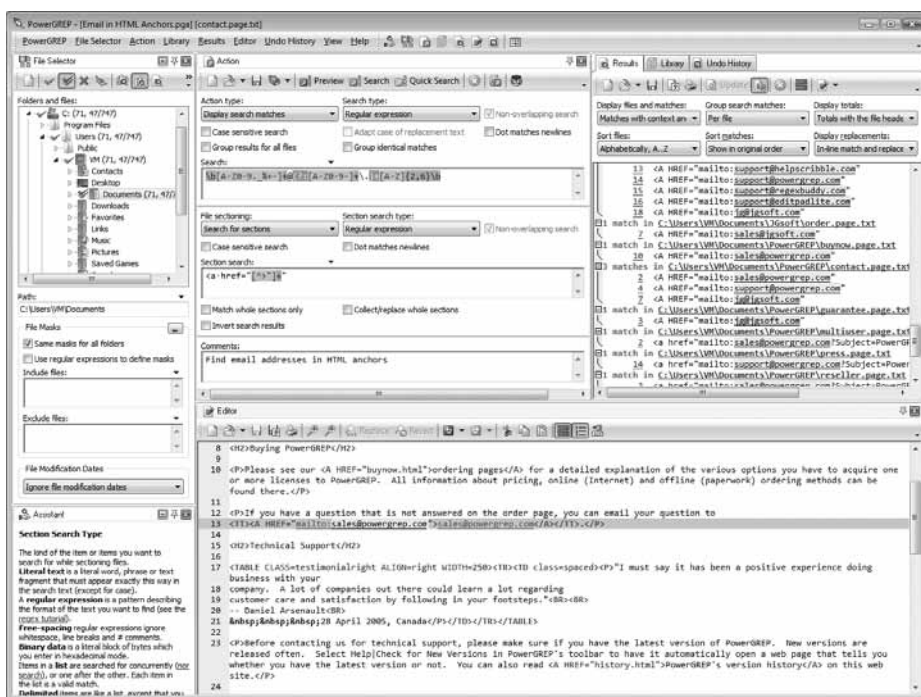 PowerGREP - [Email in HTML Anchors.pga] [contact.page.txt]
PowerGREP File Selector Action Library Results Editor Undo History View Help
File Selector
Folders and files:
C: (71, 47/747)
Program Files
Users (71, 47/747)
Public
VM (71, 47/747)
Contacts
Desktop
Documents (71, 47/7
Downloads
Favorites
Links
Music
Pictures
Saved Games
Path:
C:\Users\VM\Documents
File Masks
Same masks for all folders
Use regular expressions to define masks
Include files:
Exclude files:
File Modification Dates
Ignore file modification dates
Assistant
Section Search Type
The kind of the item or items you want to
search for while sectioning files.
Literal text is a literal word, phrase or text
fragment that must appear exactly this way in
the search text (except for case).
A regular expression is a pattern describing
the format of the text you want to find (see the
regex tutorial).
Free-spacing regular expressions ignore
whitespace, line breaks and # comments.
Binary data is a literal block of bytes which
you enter in hexadecimal mode.
Items in a list are searched for concurrently (nor
search), or one after the other. Each item in
the list is a valid match.
Delimited items are like a list, except that you
Action
Preview Search Quick Search
Action type: Search type:
Display search matches Regular expression Non-overlapping search
Case sensitive search Adapt case of replacement text Dot matches newlines
Group results for all files Group identical matches
Search:
File sectioning: Section search type:
Search for sections Regular expression Non-overlapping search
Case sensitive search Dot matches newlines
Section search:
<a·href="[^>"]+"
Match whole sections only Collect/replace whole sections
Invert search results
Comments:
Find email addresses in HTML anchors
Results Library Undo History
Update
Display files and matches: Group search matches: Display totals:
Matches with context an Per file Totals with the file heade
Sort files: Sort matches: Display replacements:
Alphabetically, A..Z Show in original order In-line match and replace
13 <A HREF="mailto:support@helpscribble.com"
14 <A HREF="mailto:support@powergrep.com"
15 <A HREF="mailto:support@regexbuddy.com"
16 <A HREF="mailto:support@editpadlite.com"
18 <A HREF="mailto:jg@jgsoft.com"
1 match in C:\Users\VM\Documents\JGsoft\order.page.txt
7 <A HREF="mailto:sales@jgsoft.com"
1 match in C:\Users\VM\Documents\PowerGREP\buynow.page.txt
10 <A HREF="mailto:sales@powergrep.com"
3 matches in C:\Users\VM\Documents\PowerGREP\contact.page.txt
2 <A HREF="mailto:sales@powergrep.com"
4 <A HREF="mailto:support@powergrep.com"
7 <A HREF="mailto:jg@jgsoft.com"
1 match in C:\Users\VM\Documents\PowerGREP\guarantee.page.txt
3 <A HREF="mailto:jg@jgsoft.com"
1 match in C:\Users\VM\Documents\PowerGREP\multiuser.page.txt
2 <a href="mailto:sales@powergrep.com?Subject=PowerGR
1 match in C:\Users\VM\Documents\PowerGREP\press.page.txt
14 <a href="mailto:support@powergrep.com?Subject=Power
1 match in C:\Users\VM\Documents\PowerGREP\reseller.page.txt
Editor
8 <H2>Buying PowerGREP</H2>
9
10 <P>Please see our <A HREF="buynow.html">ordering pages</A> for a detailed explanation of the various options you have to acquire one
or more licenses to PowerGREP. All information about pricing, online (Internet) and offline (paperwork) ordering methods can be
found there.</P>
11
12 <P>If you have a question that is not answered on the order page, you can email your question to
13 <TT><A HREF="mailto:sales@powergrep.com">sales@powergrep.com</A></TT>.</P>
14
15 <H2>Technical Support</H2>
16
17 <TABLE CLASS=testimonialright ALIGN=right WIDTH=250><TR><TD class=spaced><P>"I must say it has been a positive experience doing
business with your
18 company. A lot of companies out there could learn a lot regarding
19 customer care and satisfaction by following in your footsteps."<BR><BR>
20 -- Daniel Arsenault<BR>
21 &nbsp;&nbsp;&nbsp;28 April 2005, Canada</P></TD></TR></TABLE>
22
23 <P>Before contacting us for technical support, please make sure if you have the latest version of PowerGREP. New versions are
released often. Select Help|Check for New Versions in PowerGREP's toolbar to have it automatically open a web page that tells you
whether you have the latest version or not. You can also read <A HREF="history.html">PowerGREP's version history</A> on this web
site.</P>
24